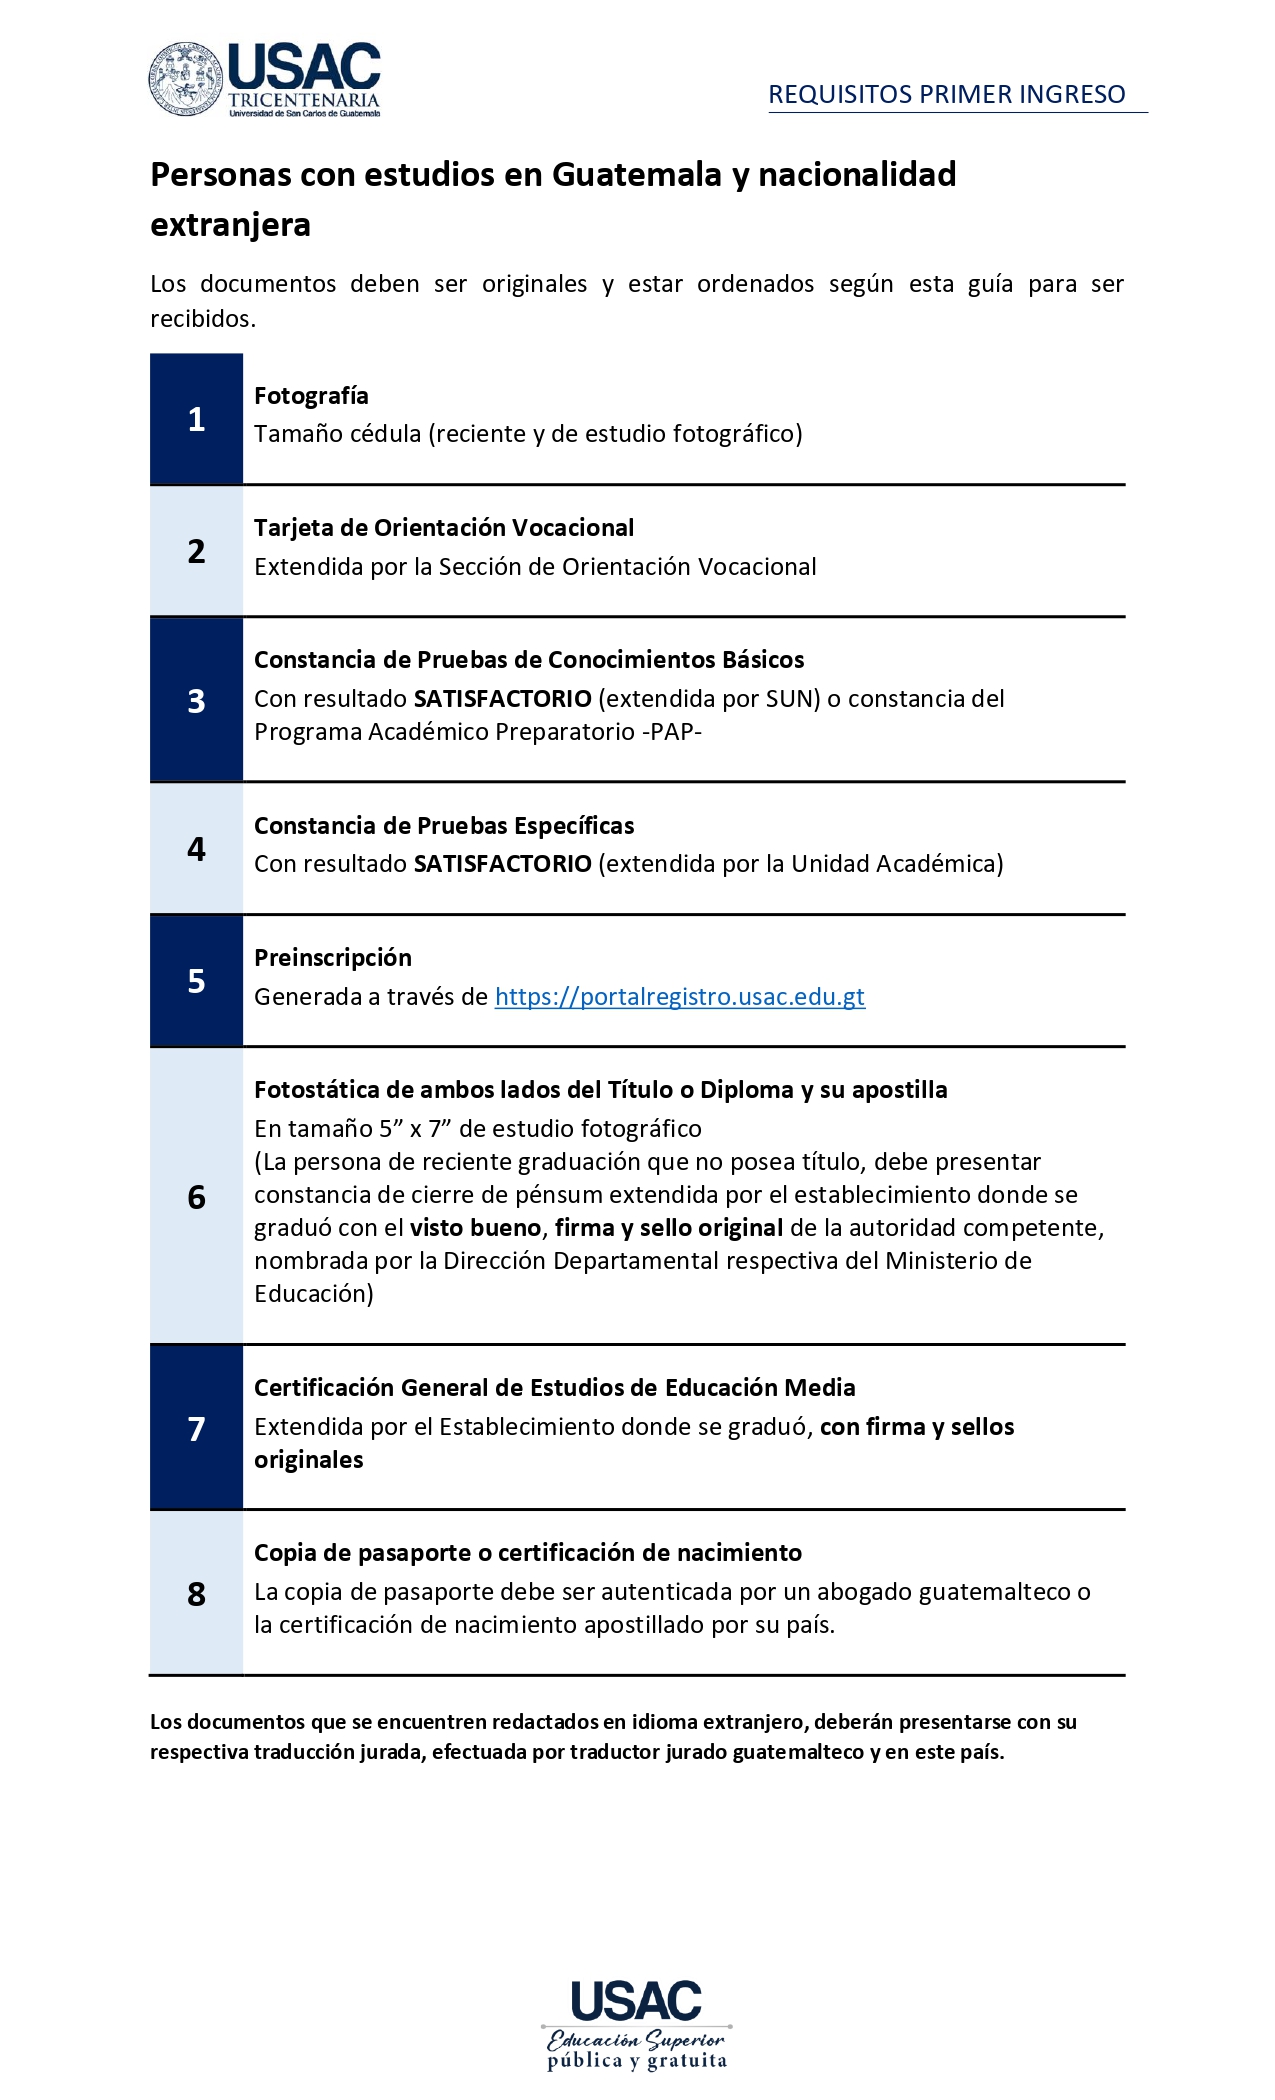 USAC
TRICENTENARIA
Universidad de San Carlos de Guatemala
REQUISITOS PRIMER INGRESO
Personas con estudios en Guatemala y nacionalidad
extranjera
Los documentos deben ser originales y estar ordenados según esta guía para ser
recibidos.
1
Fotografía
Tamaño cédula (reciente y de estudio fotográfico)
2
Tarjeta de Orientación Vocacional
Extendida por la Sección de Orientación Vocacional
3
Constancia de Pruebas de Conocimientos Básicos
Con resultado SATISFACTORIO (extendida por SUN) o constancia del
Programa Académico Preparatorio -PAP-
4
Constancia de Pruebas Específicas
Con resultado SATISFACTORIO (extendida por la Unidad Académica)
5
Preinscripción
Generada a través de https://portalregistro.usac.edu.gt
6
Fotostática de ambos lados del Título o Diploma y su apostilla
En tamaño 5” x 7” de estudio fotográfico
(La persona de reciente graduación que no posea título, debe presentar
constancia de cierre de pénsum extendida por el establecimiento donde se
graduó con el visto bueno, firma y sello original de la autoridad competente,
nombrada por la Dirección Departamental respectiva del Ministerio de
Educación)
7
Certificación General de Estudios de Educación Media
Extendida por el Establecimiento donde se graduó, con firma y sellos
originales
8
Copia de pasaporte o certificación de nacimiento
La copia de pasaporte debe ser autenticada por un abogado guatemalteco o
la certificación de nacimiento apostillado por su país.
Los documentos que se encuentren redactados en idioma extranjero, deberán presentarse con su
respectiva traducción jurada, efectuada por traductor jurado guatemalteco y en este país.
USAC
Educación Superior
pública y gratuita